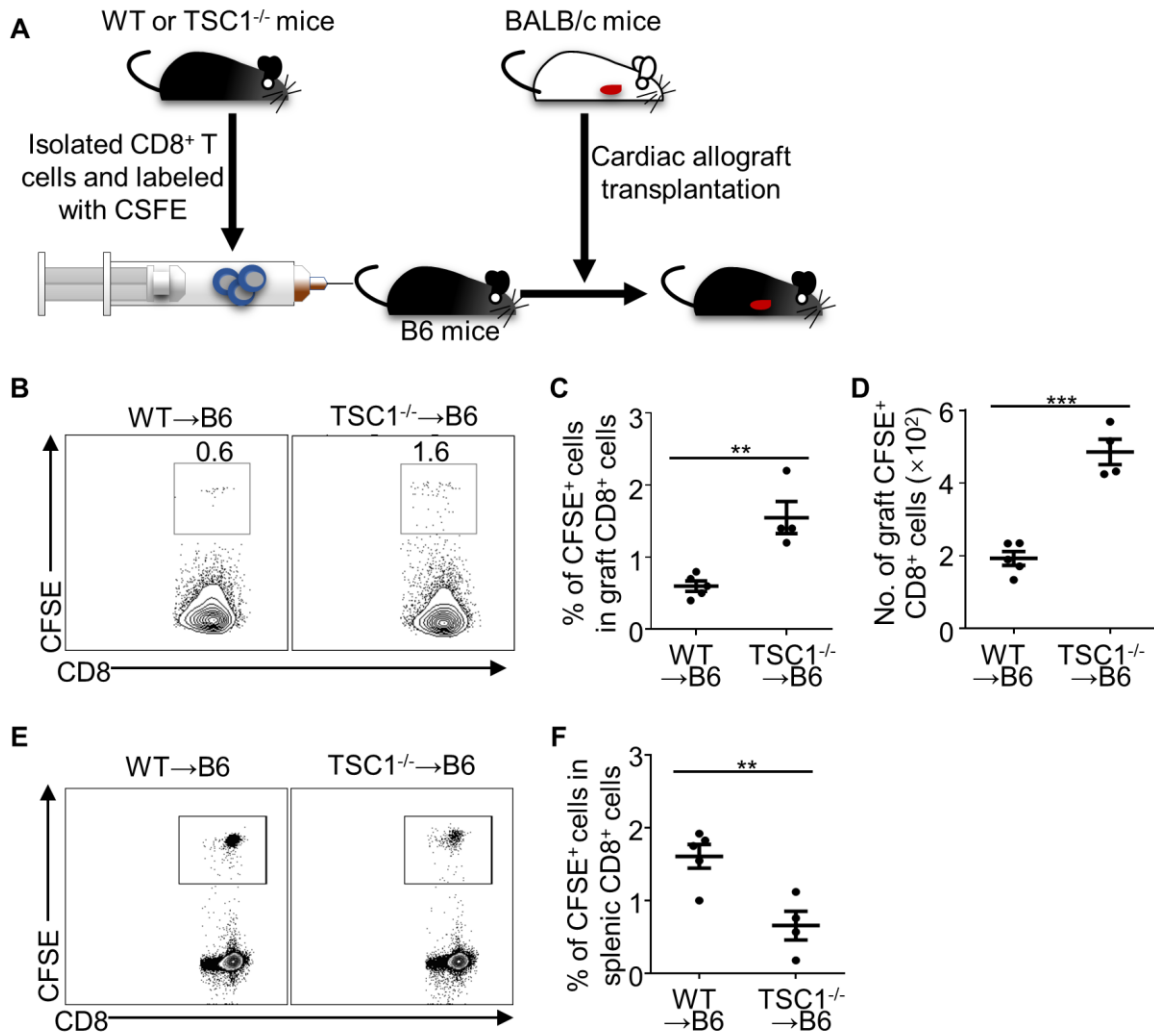 A
WT or TSC1-/- mice
BALB/c mice
Isolated CD8+ T
cells and labeled
with CSFE
Cardiac allograft
transplantation
B6 mice
B
WT→B6
TSC1-/-→B6
0.6
1.6
CFSE
CD8
C
% of CFSE+ cells
in graft CD8+ cells
3
2
1
0
**
WT
→B6
TSC1-/-
→B6
D
No. of graft CFSE+
CD8+ cells (×10²)
6
4
2
0
***
WT
→B6
TSC1-/-
→B6
E
WT→B6
TSC1-/-→B6
CFSE
CD8
F
% of CFSE+ cells in
splenic CD8+ cells
3
2
1
0
**
WT
→B6
TSC1-/-
→B6